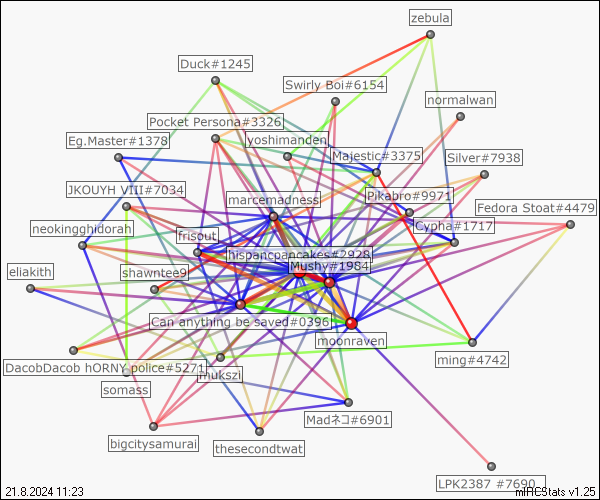 zebula
Duck#1245
Swirly Boi#6154
normalwan
Pocket Persona#3326
Eg.Master#1378
yoshimanden
Majestic#3375
Silver#7938
JKOUYH VIII#7034
Pikabro#9971
marcemadness
Fedora Stoat#4479
neokingghidorah
Cypha#1717
frisout
hispancpancakes#2928
Mushy#1984
eliakith
shawntee9
Can anything be saved#0396
moonraven
ming#4742
DacobDacob hORNY police#5271
mukszi
somass
Madネコ#6901
bigcitysamurai
thesecondtwat
LPK2387 #7690
21.8.2024 11:23
mIRCStats v1.25